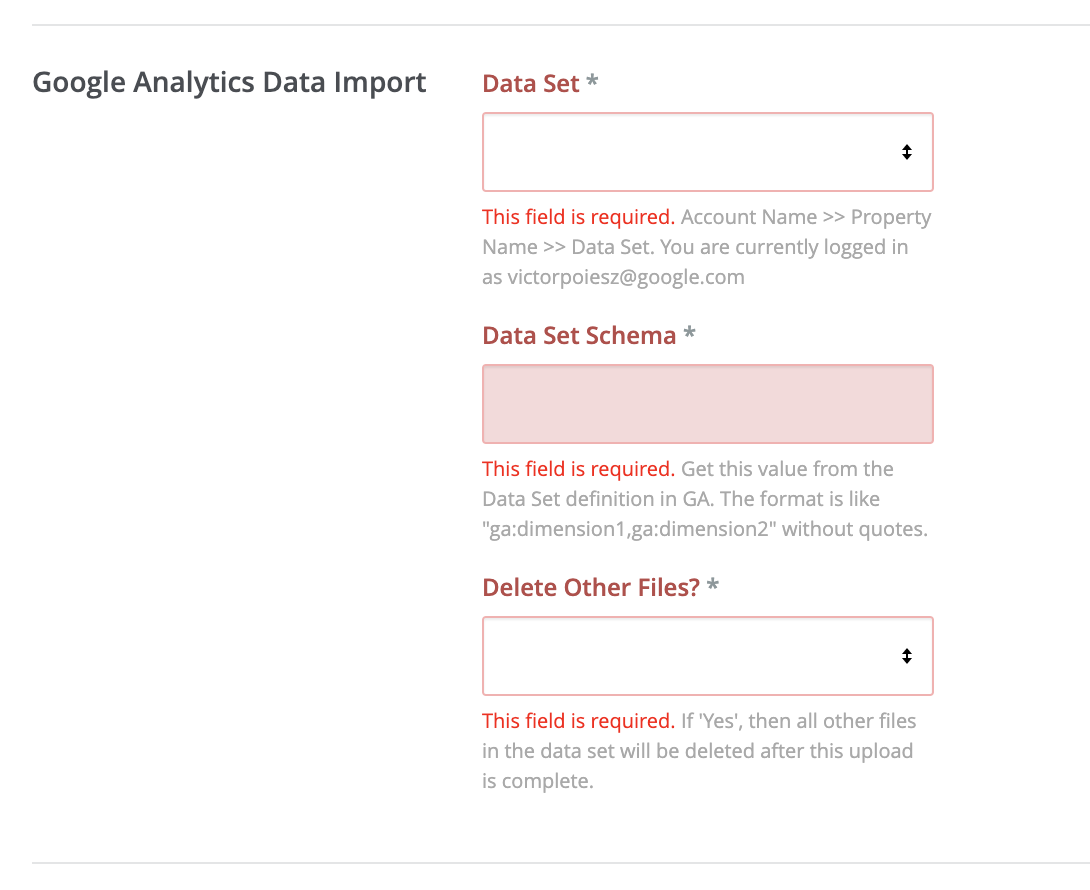 Google Analytics Data Import
Data Set *
This field is required. Account Name >> Property
Name >> Data Set. You are currently logged in
as victorpoiesz@google.com
Data Set Schema *
This field is required. Get this value from the
Data Set definition in GA. The format is like
"ga:dimension1,ga:dimension2" without quotes.
Delete Other Files? *
This field is required. If 'Yes', then all other files
in the data set will be deleted after this upload
is complete.